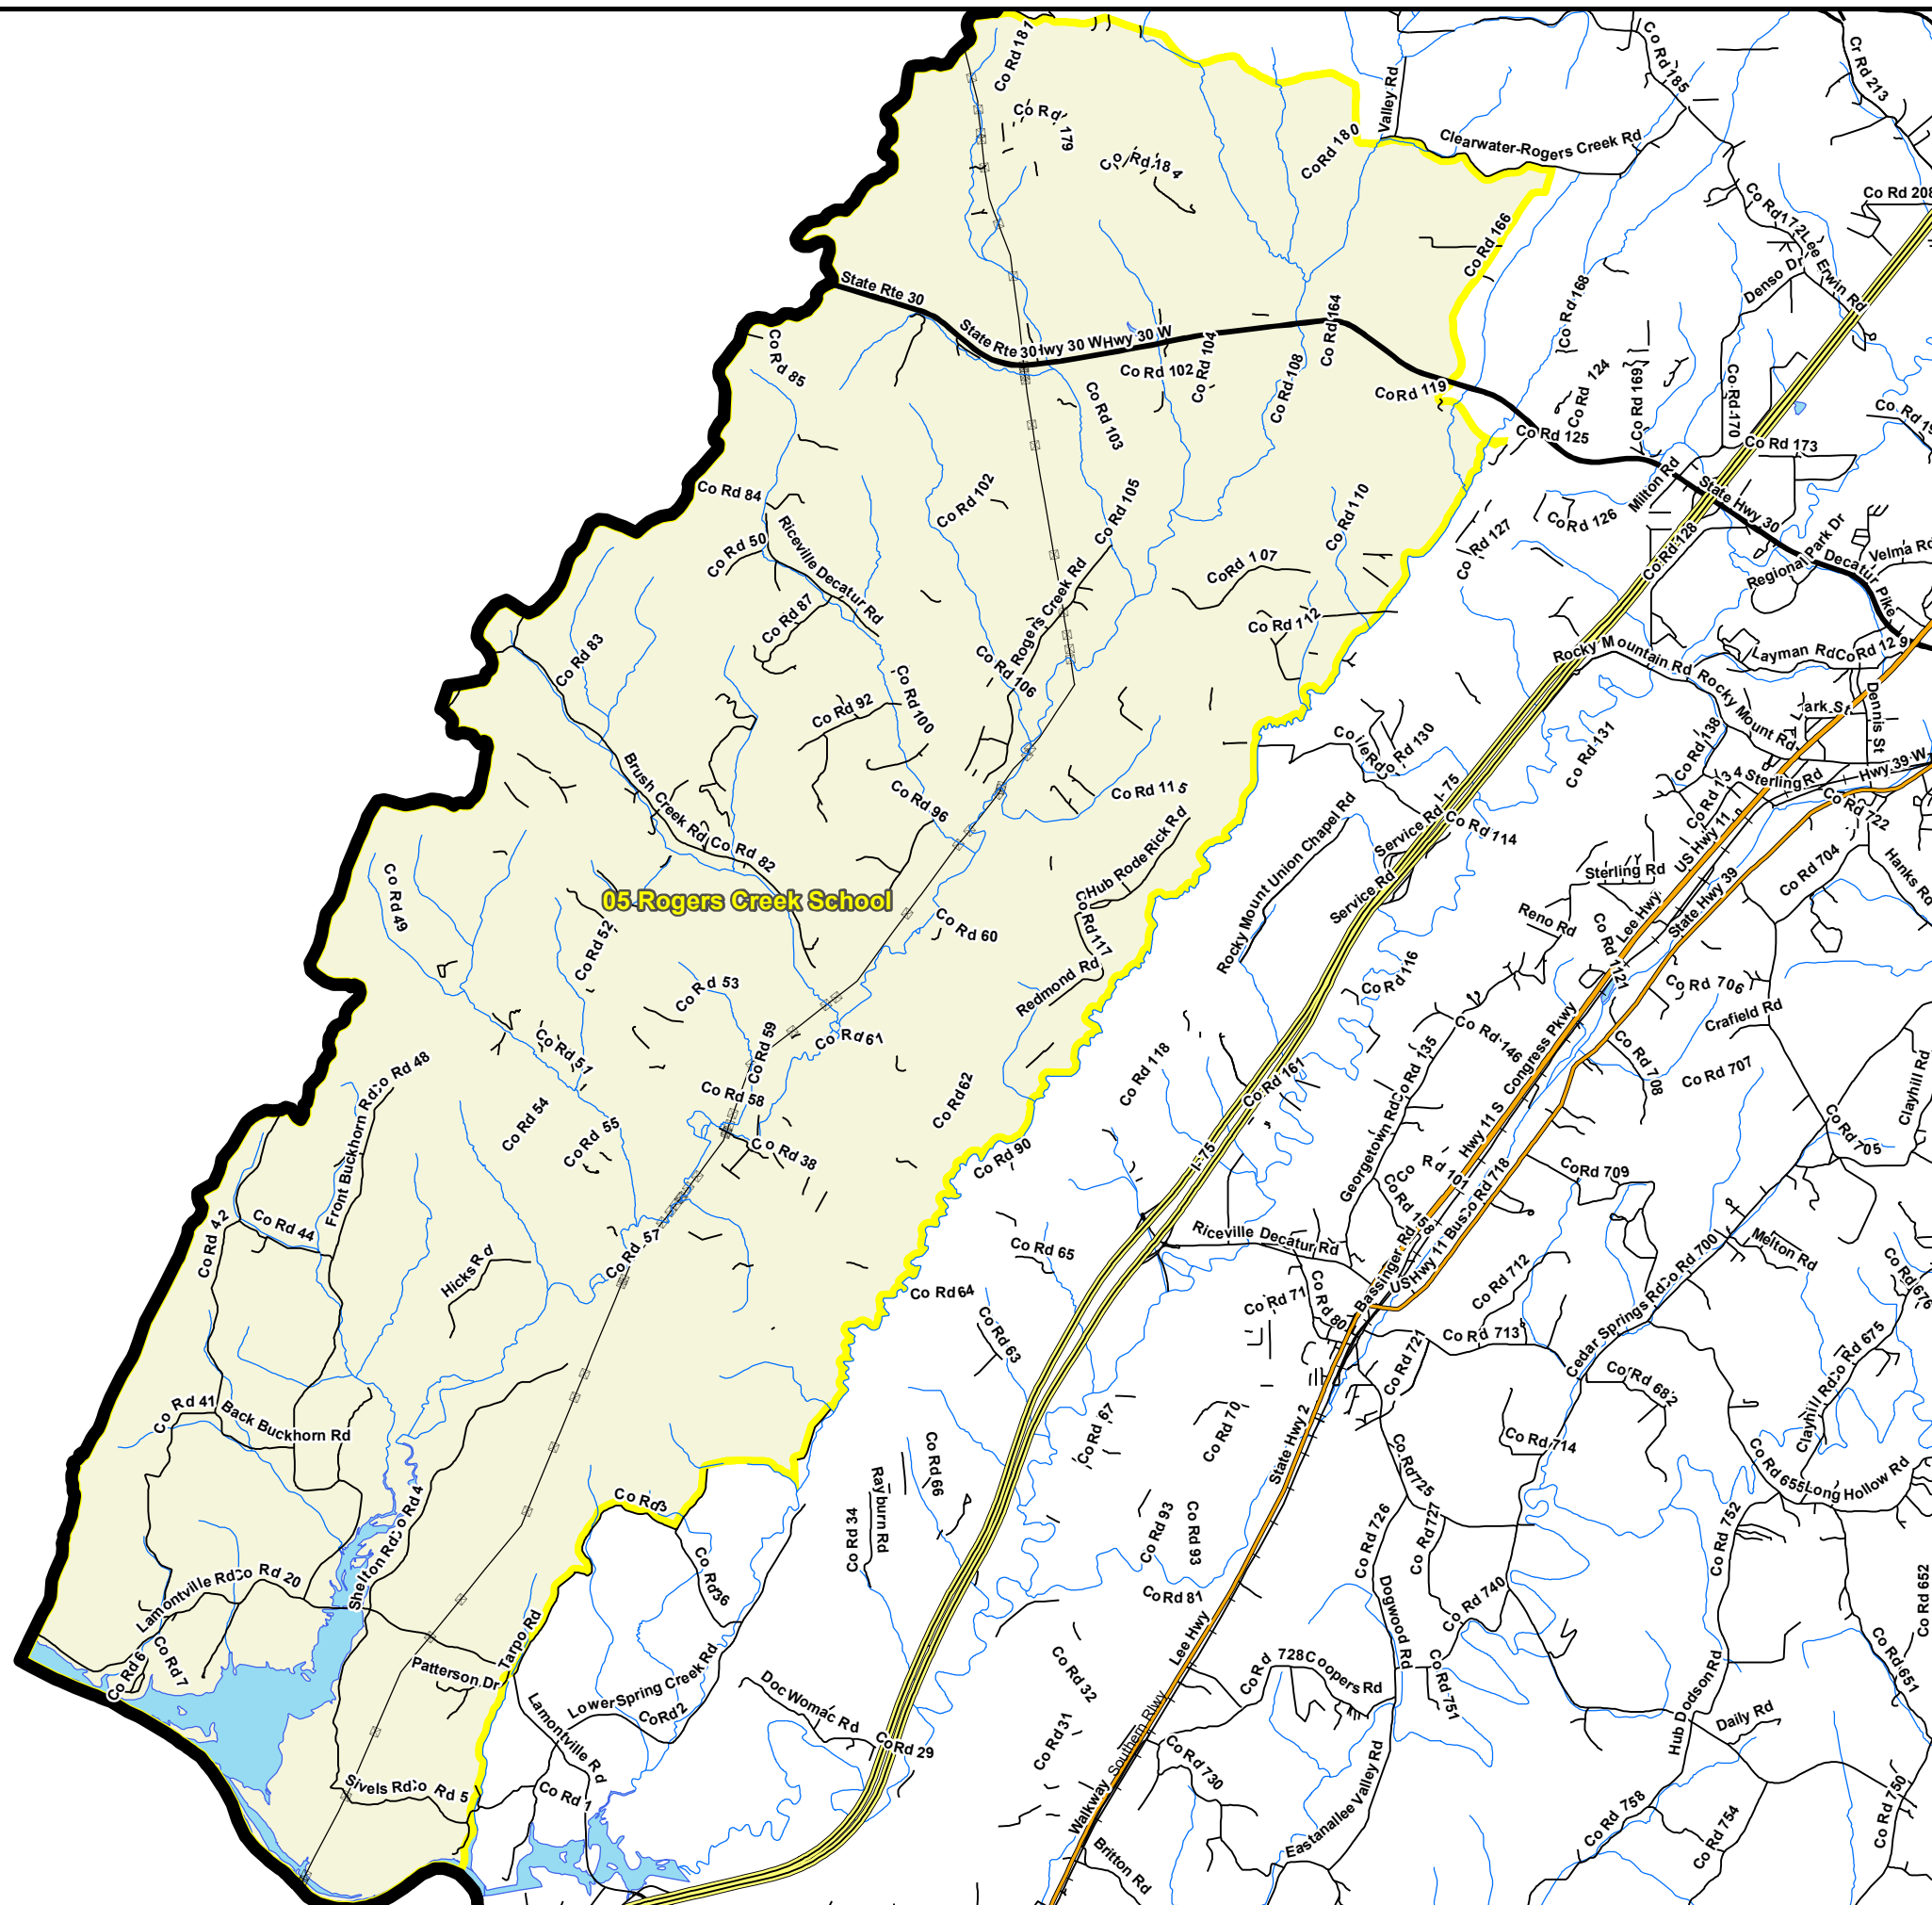 Co Rd 181
Co Rd 185
Cr Rd 213
Valley Rd
Co Rd 179
Co Rd 184
Co Rd 180
Clearwater-Rogers Creek Rd
Co Rd 208
Co Rd 172
Lee Erwin Rd
Co Rd 166
Denso Dr
State Rte 30
Co Rd 168
State Rte 30
Hwy 30 W
Hwy 30 W
Co Rd 164
Co Rd 104
Co Rd 85
Co Rd 102
Co Rd 108
Co Rd 119
Co Rd 124
Co Rd 169
Co Rd 170
Co Rd 103
Co Rd 125
Co Rd 173
Co Rd 84
Co Rd 102
Co Rd 105
Co Rd 110
Milton Rd
State Hwy 30
Co Rd 126
Co Rd 127
Co Rd 128
Co Rd 50
Riceville Decatur Rd
Co Rd 107
Regional Park Dr
Decatur Pike
Velma Rd
Co Rd 87
Rogers Creek Rd
Co Rd 112
Co Rd 83
Co Rd 106
Rocky Mountain Rd
Layman Rd
Co Rd 129
Co Rd 100
Co Rd 92
Rocky Mount Rd
Dennis St
Co Rd 130
Co Rd 131
Co Rd 138
Brush Creek Rd
Co Rd 82
Co Rd 96
Co Rd 115
I- 75
Service Rd
Co Rd 114
Co Rd 134
Sterling Rd
Hwy 39 W
Co Rd 722
US Hwy 11
Rocky Mount Union Chapel Rd
Hub Rode Rick Rd
Co Rd 117
Service Rd
Sterling Rd
Co Rd 704
Hanks Rd
State Hwy 39
Lee Hwy
Co Rd 49
05 Rogers Creek School
Co Rd 52
Co Rd 60
Reno Rd
Co Rd 1121
Co Rd 53
Redmond Rd
Co Rd 116
Co Rd 706
Crafield Rd
Co Rd 51
Co Rd 59
Co Rd 61
Co Rd 118
Co Rd 146
Congress Pkwy
Co Rd 708
Co Rd 707
Clayhill Rd
Co Rd 48
Front Buckhorn Rd
Co Rd 58
Co Rd 62
Co Rd 161
Georgetown Rd
Co Rd 135
Co Rd 54
Co Rd 55
Co Rd 38
Co Rd 90
I-75
Hwy 11 S
Co Rd 705
Co Rd 101
Co Rd 709
Co Rd 42
Co Rd 44
Co Rd 57
Co Rd 65
Riceville Decatur Rd
Co Rd 158
Co Rd 718
US Hwy 11 Bus
Bassinger Rd
Co Rd 700
Melton Rd
Hicks Rd
Co Rd 64
Co Rd 71
Co Rd 80
Co Rd 712
Cedar Springs Rd
Co Rd 676
Co Rd 63
Co Rd 713
Co Rd 721
Co Rd 675
Clayhill Rd
Co Rd 682
Co Rd 41
Back Buckhorn Rd
Co Rd 66
Co Rd 67
Co Rd 70
State Hwy 2
Co Rd 725
Co Rd 714
Co Rd 655
Long Hollow Rd
Shelton Rd
Co Rd 4
Co Rd 3
Co Rd 34
Rayburn Rd
Co Rd 93
Co Rd 93
Co Rd 726
Co Rd 727
Co Rd 752
Lamontville Rd
Co Rd 20
Co Rd 36
Co Rd 81
Dogwood Rd
Co Rd 740
Co Rd 652
Co Rd 6
Co Rd 7
Tarpo Rd
Patterson Dr
Lower Spring Creek Rd
Co Rd 2
Lamontville Rd
Doc Womac Rd
Co Rd 32
Lee Hwy
Co Rd 728
Coopers Rd
Co Rd 751
Co Rd 651
Hub Dodson Rd
Daily Rd
Sivels Rd
Co Rd 5
Co Rd 1
Co Rd 29
Co Rd 31
Southern Rlwy
Walkway
Co Rd 730
Eastanallee Valley Rd
Britton Rd
Co Rd 758
Co Rd 754
Co Rd 750